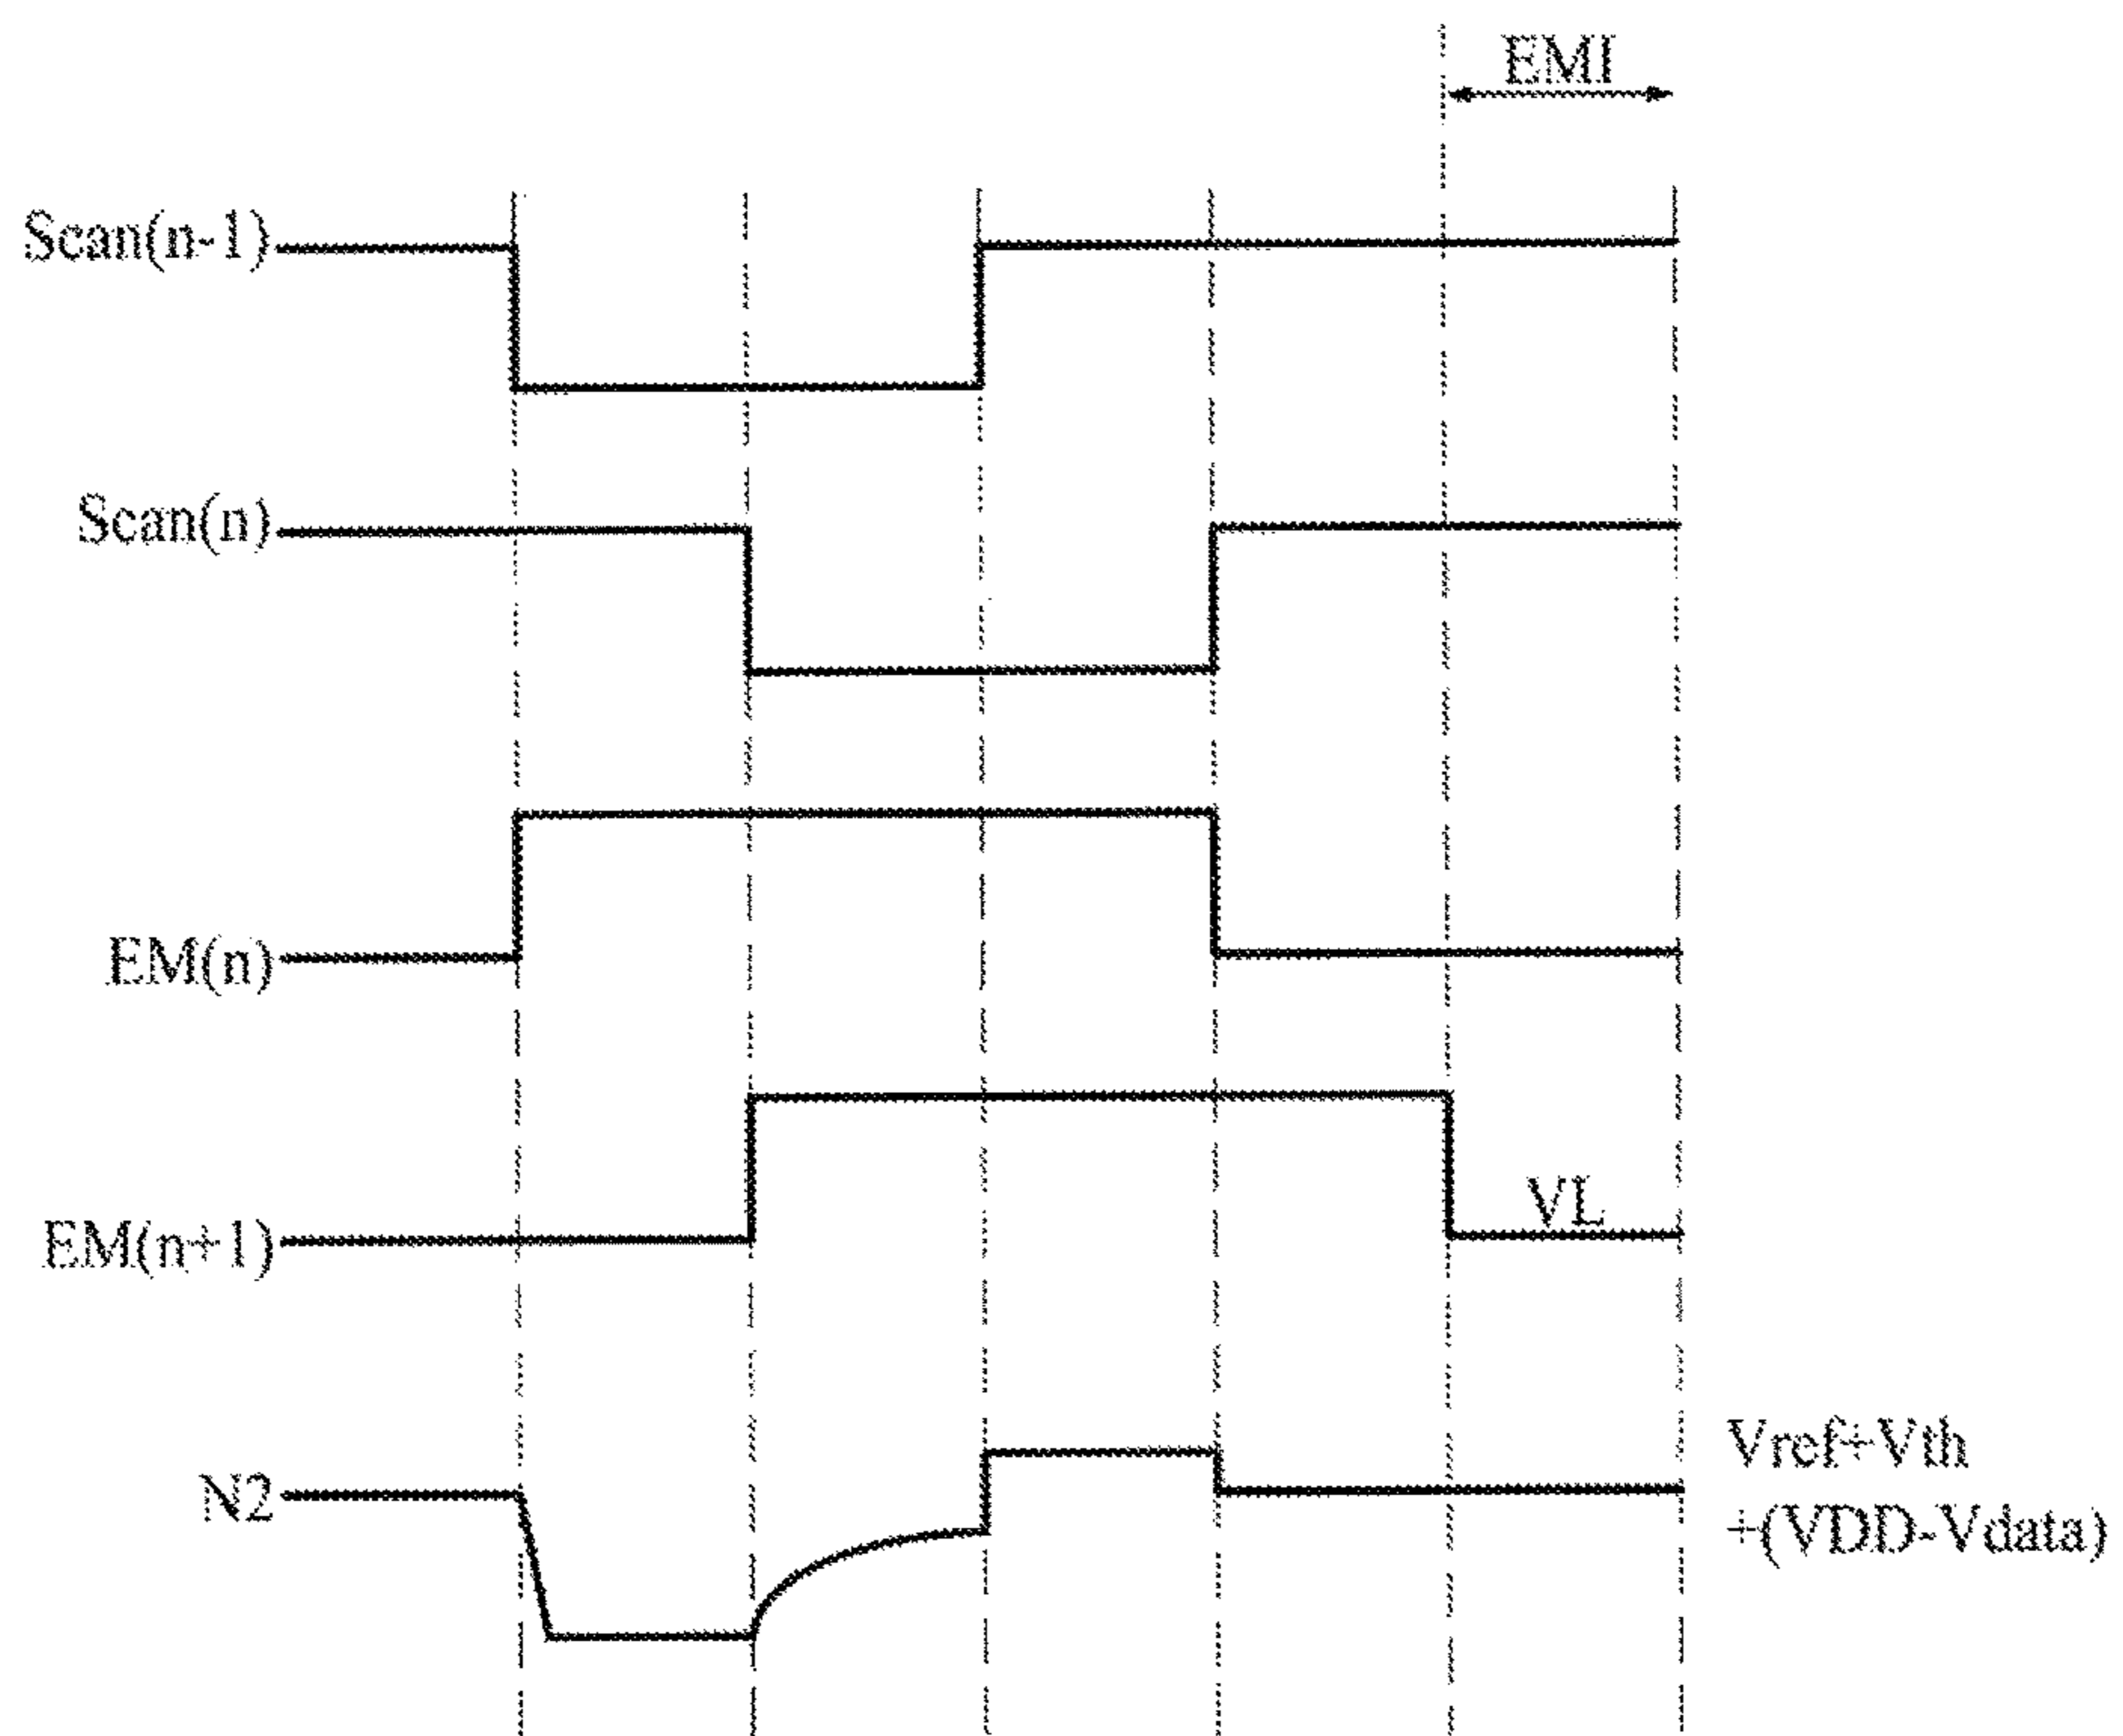 EMI
Scan(n-1)
Scan(n)
EM(n)
EM(n+1)
VL
N2
Vref+Vth
+(VDD-Vdata)